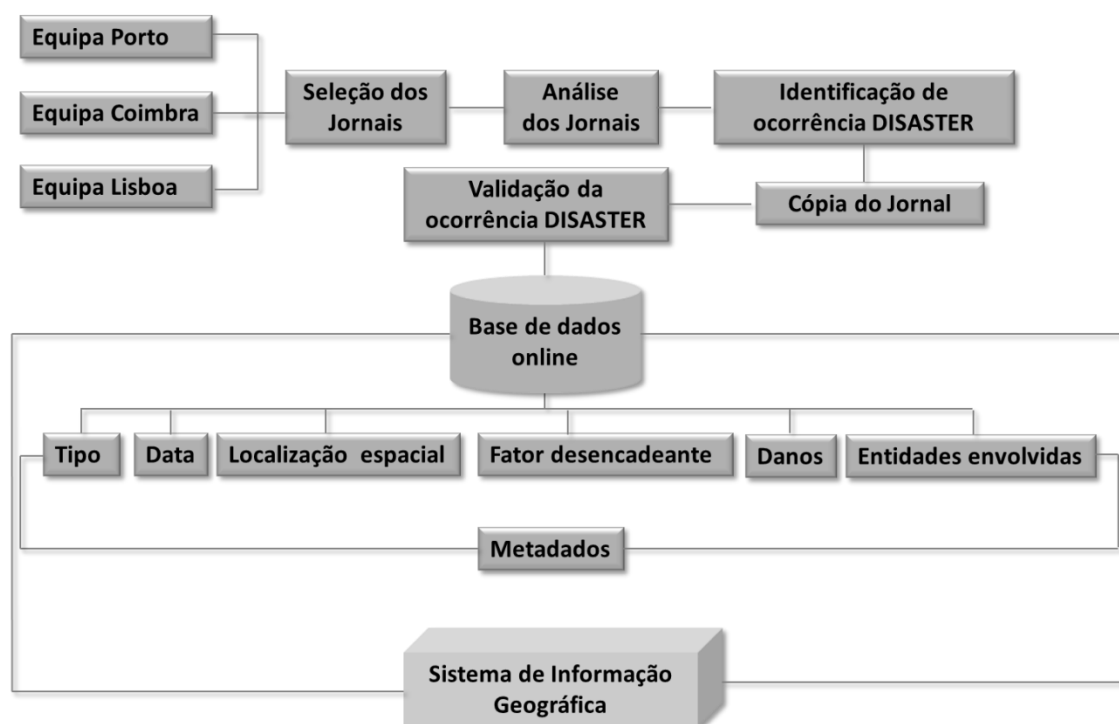 Equipa Porto
Equipa Coimbra
Equipa Lisboa
Seleção dos
Jornais
Análise
dos Jornais
Identificação de
ocorrência DISASTER
Cópia do Jornal
Validação da
ocorrência DISASTER
Base de dados
online
Tipo
Data
Localização espacial
Fator desencadeante
Danos
Entidades envolvidas
Metadados
Sistema de Informação
Geográfica